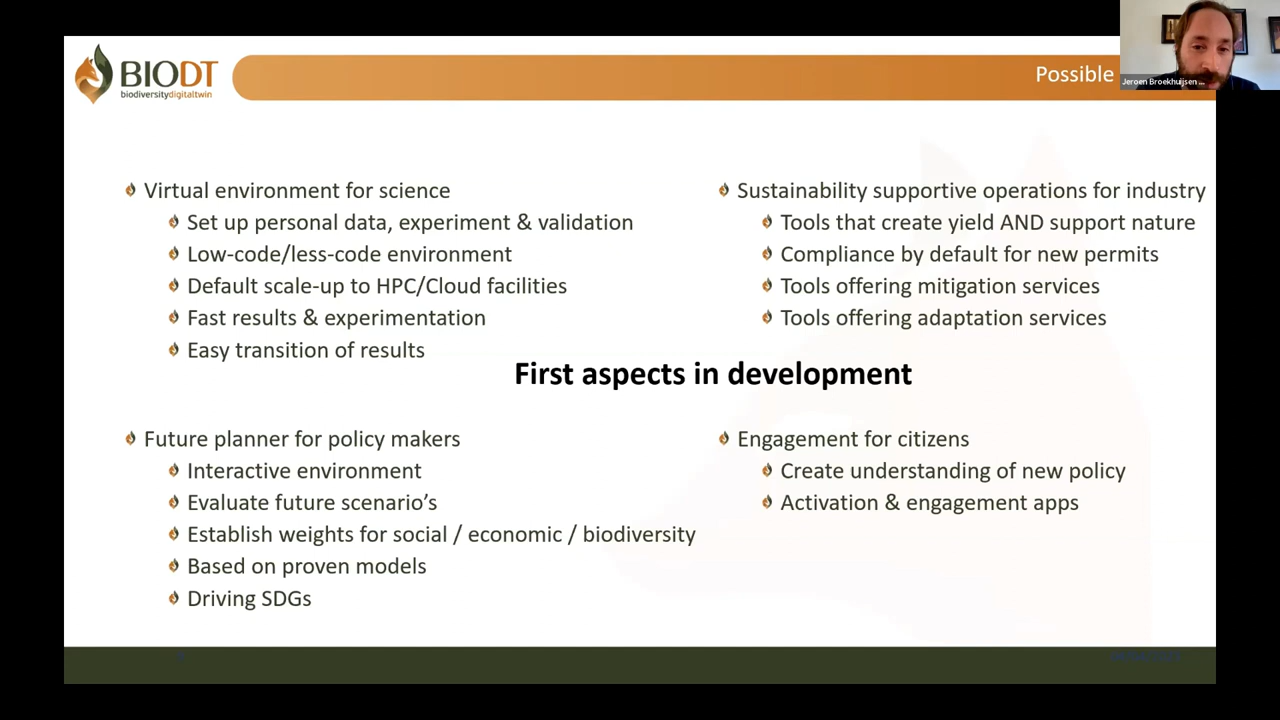 BIODT
biodiversitydigitaltwin
Possible
Jeroen Broekhuijsen ...
Virtual environment for science
Set up personal data, experiment & validation
Low-code/less-code environment
Default scale-up to HPC/Cloud facilities
Fast results & experimentation
Easy transition of results
Sustainability supportive operations for industry
Tools that create yield AND support nature
Compliance by default for new permits
Tools offering mitigation services
Tools offering adaptation services
First aspects in development
Future planner for policy makers
Interactive environment
Evaluate future scenario's
Establish weights for social / economic / biodiversity
Based on proven models
Driving SDGs
Engagement for citizens
Create understanding of new policy
Activation & engagement apps